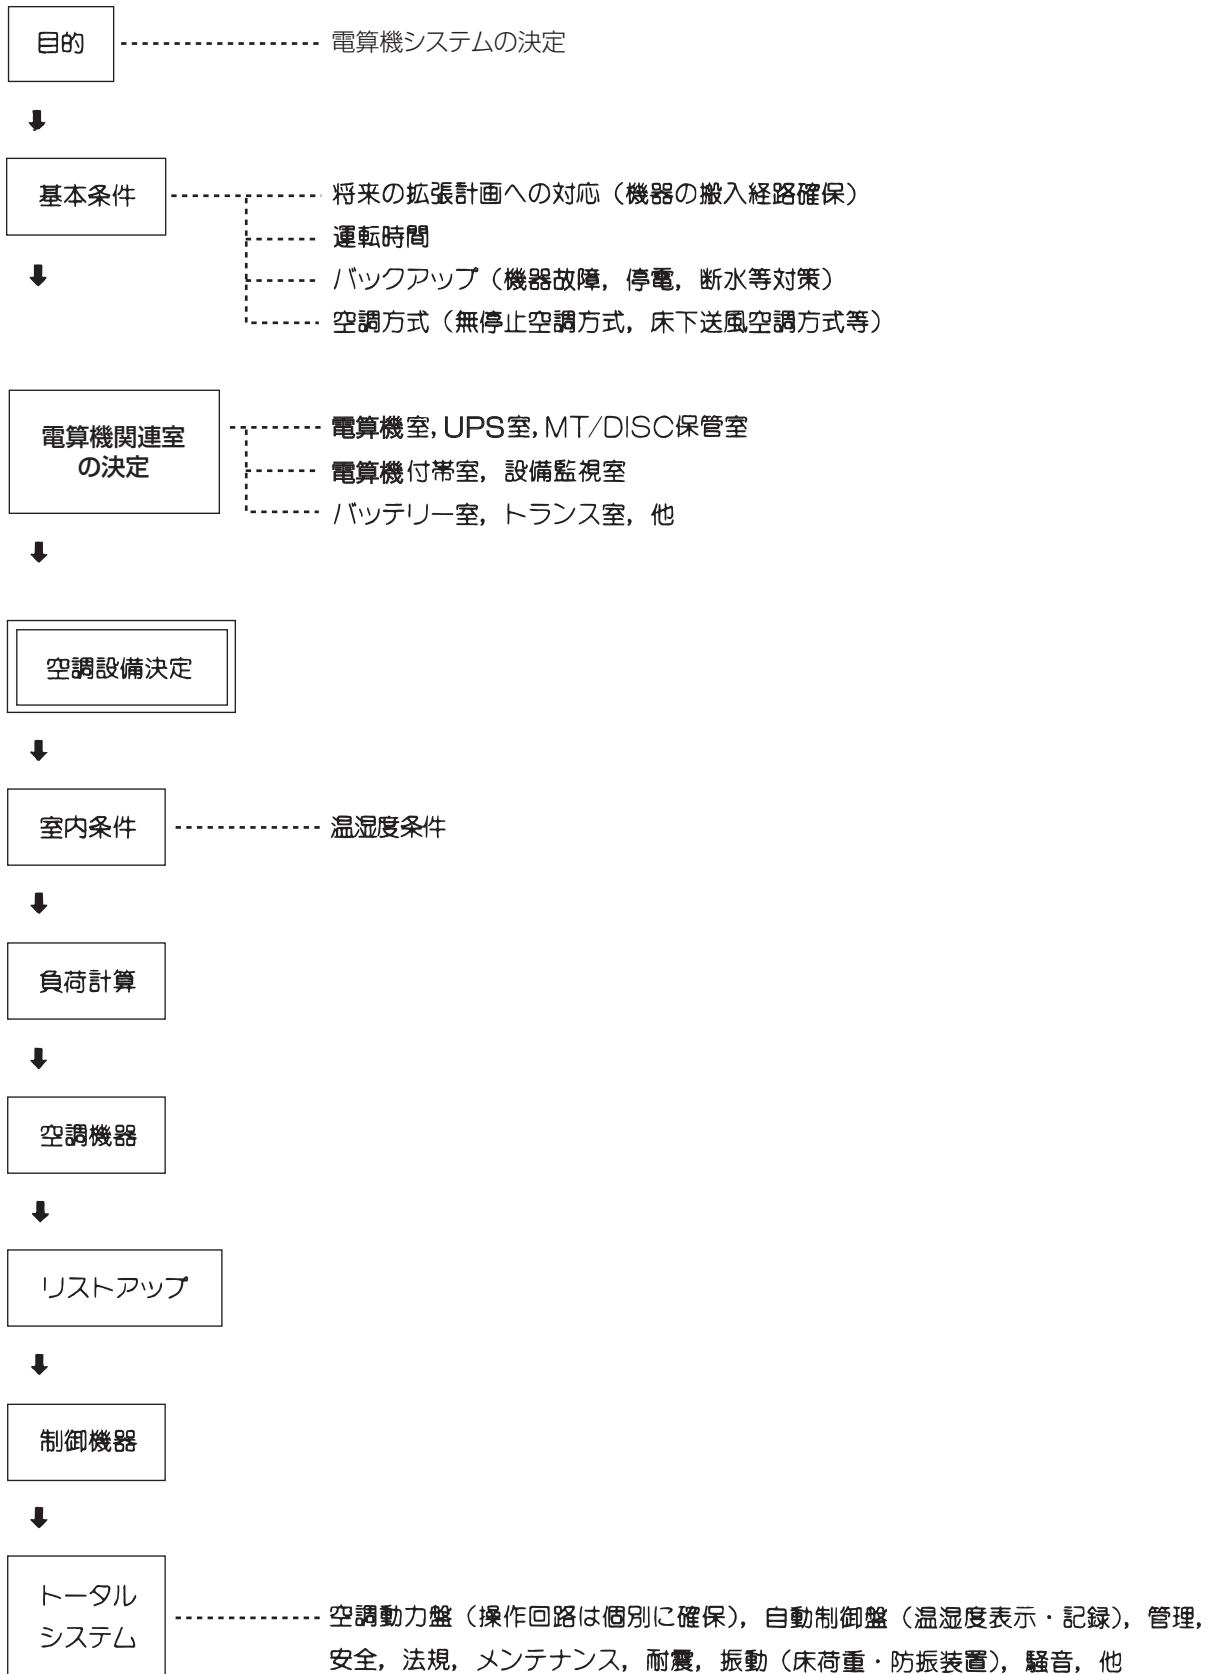 目的
電算機システムの決定
基本条件
将来の拡張計画への対応（機器の搬入経路確保）
運転時間
バックアップ（機器故障，停電，断水等対策）
空調方式（無停止空調方式，床下送風空調方式等）
電算機関連室
の決定
電算機室，UPS室，MT/DISC保管室
電算機付帯室，設備監視室
バッテリー室，トランス室，他
空調設備決定
室内条件
温湿度条件
負荷計算
空調機器
リストアップ
制御機器
トータル
システム
空調動力盤（操作回路は個別に確保），自動制御盤（温湿度表示・記録），管理，
安全，法規，メンテナンス，耐震，振動（床荷重・防振装置），騒音，他